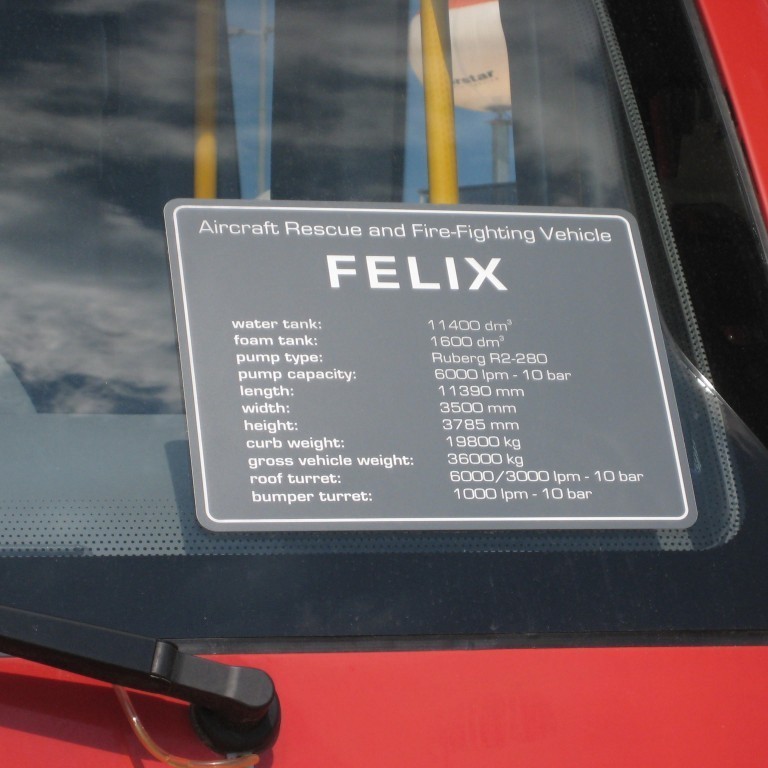 Aircraft Rescue and Fire-Fighting Vehicle
FELIX
water tank: 11400 dm³
foam tank: 1600 dm³
pump type: Ruberg R2-280
pump capacity: 6000 lpm - 10 bar
length: 11390 mm
width: 3500 mm
height: 3785 mm
curb weight: 19800 kg
gross vehicle weight: 36000 kg
roof turret: 6000/3000 lpm - 10 bar
bumper turret: 1000 lpm - 10 bar